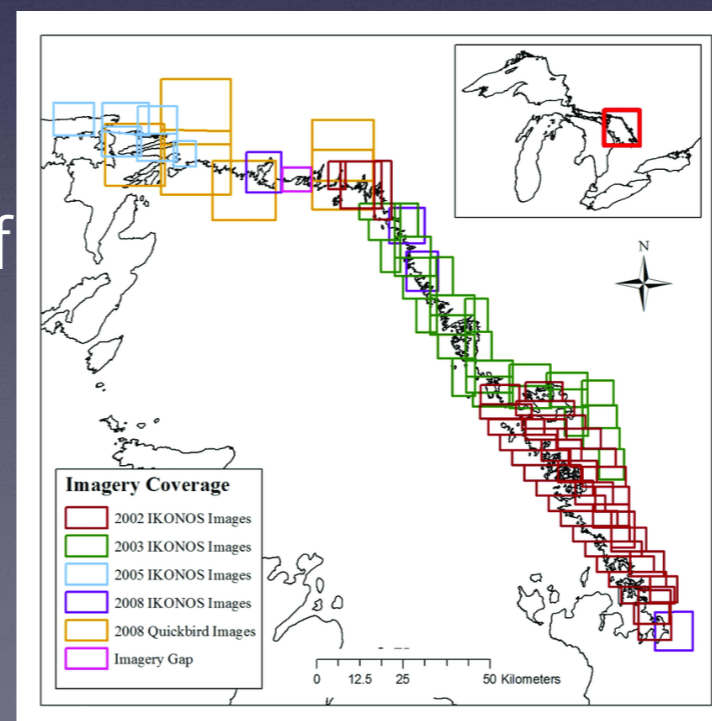 f
N
Imagery Coverage
2002 IKONOS Images
2003 IKONOS Images
2005 IKONOS Images
2008 IKONOS Images
2008 Quickbird Images
Imagery Gap
0 12.5 25 50 Kilometers